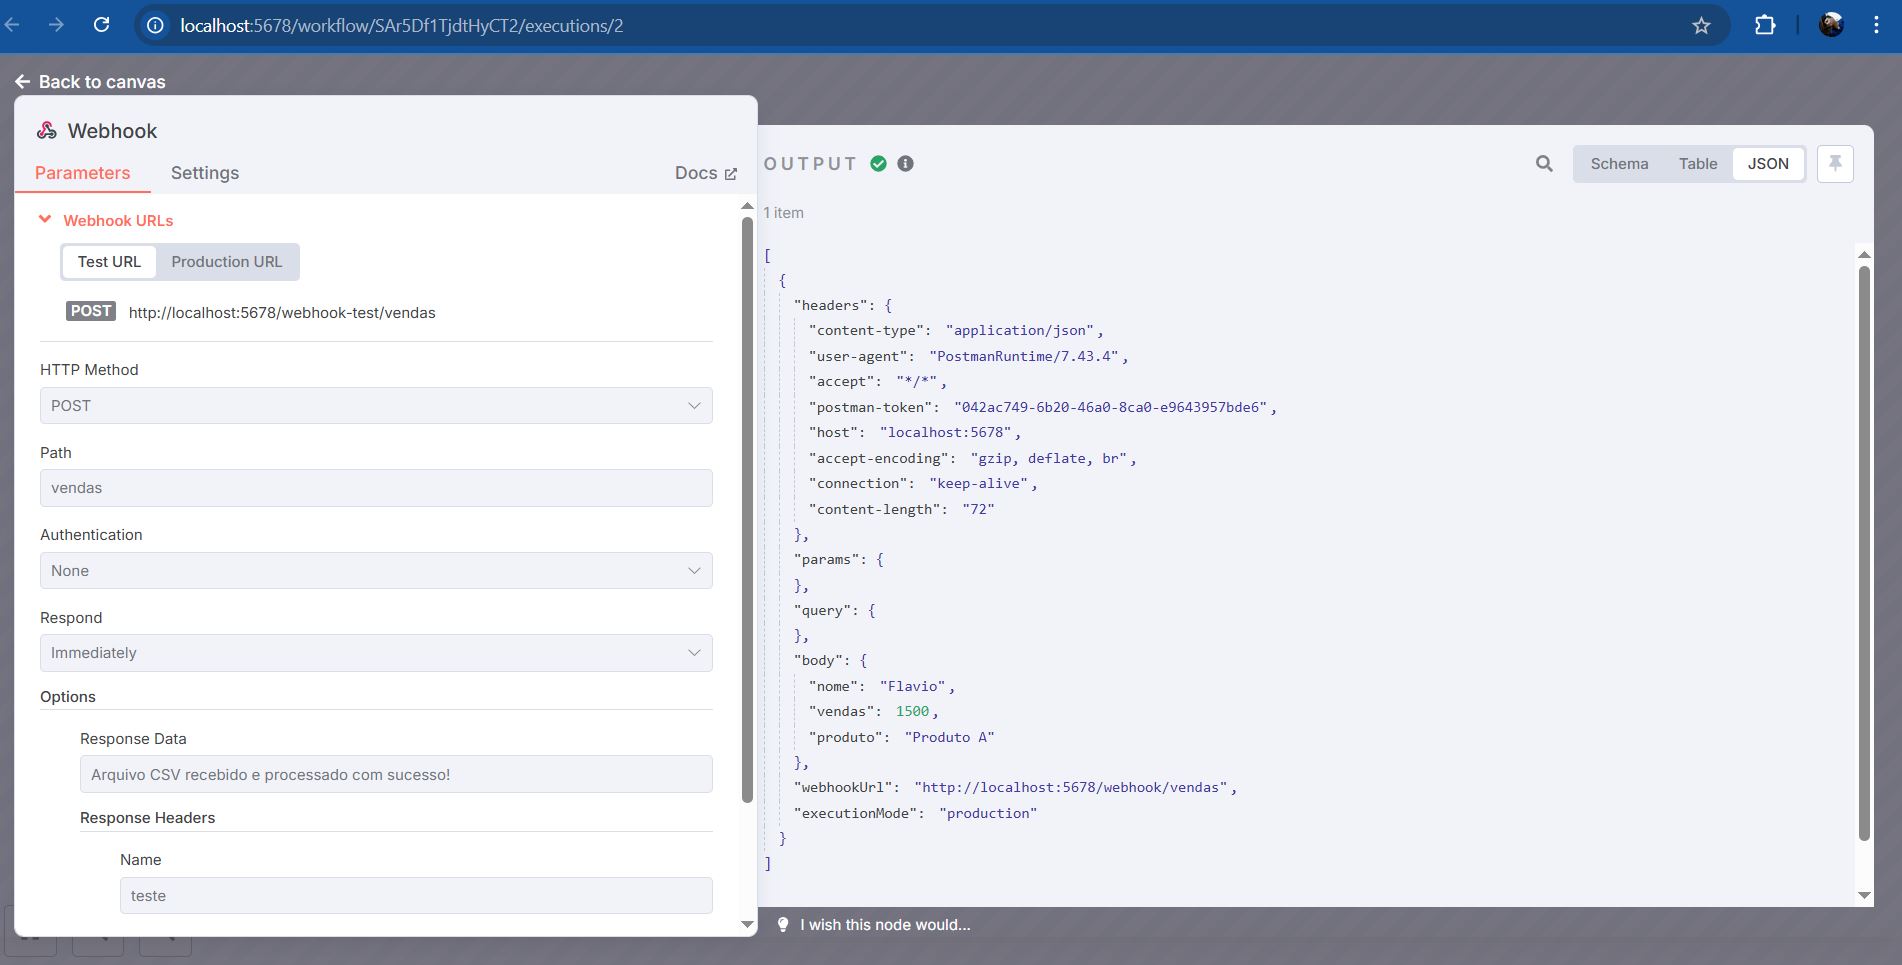 localhost:5678/workflow/SAr5Df1TjdtHyCT2/executions/2
Back to canvas
Webhook
Parameters Settings Docs
Webhook URLs
Test URL Production URL
POST http://localhost:5678/webhook-test/vendas
HTTP Method
POST
Path
vendas
Authentication
None
Respond
Immediately
Options
Response Data
Arquivo CSV recebido e processado com sucesso!
Response Headers
Name
teste
OUTPUT Schema Table JSON
1 item
[
{
"headers": {
"content-type": "application/json",
"user-agent": "PostmanRuntime/7.43.4",
"accept": "*/*",
"postman-token": "042ac749-6b20-46a0-8ca0-e9643957bde6",
"host": "localhost:5678",
"accept-encoding": "gzip, deflate, br",
"connection": "keep-alive",
"content-length": "72"
},
"params": {
},
"query": {
},
"body": {
"nome": "Flavio",
"vendas": 1500,
"produto": "Produto A"
},
"webhookUrl": "http://localhost:5678/webhook/vendas",
"executionMode": "production"
}
]
I wish this node would...